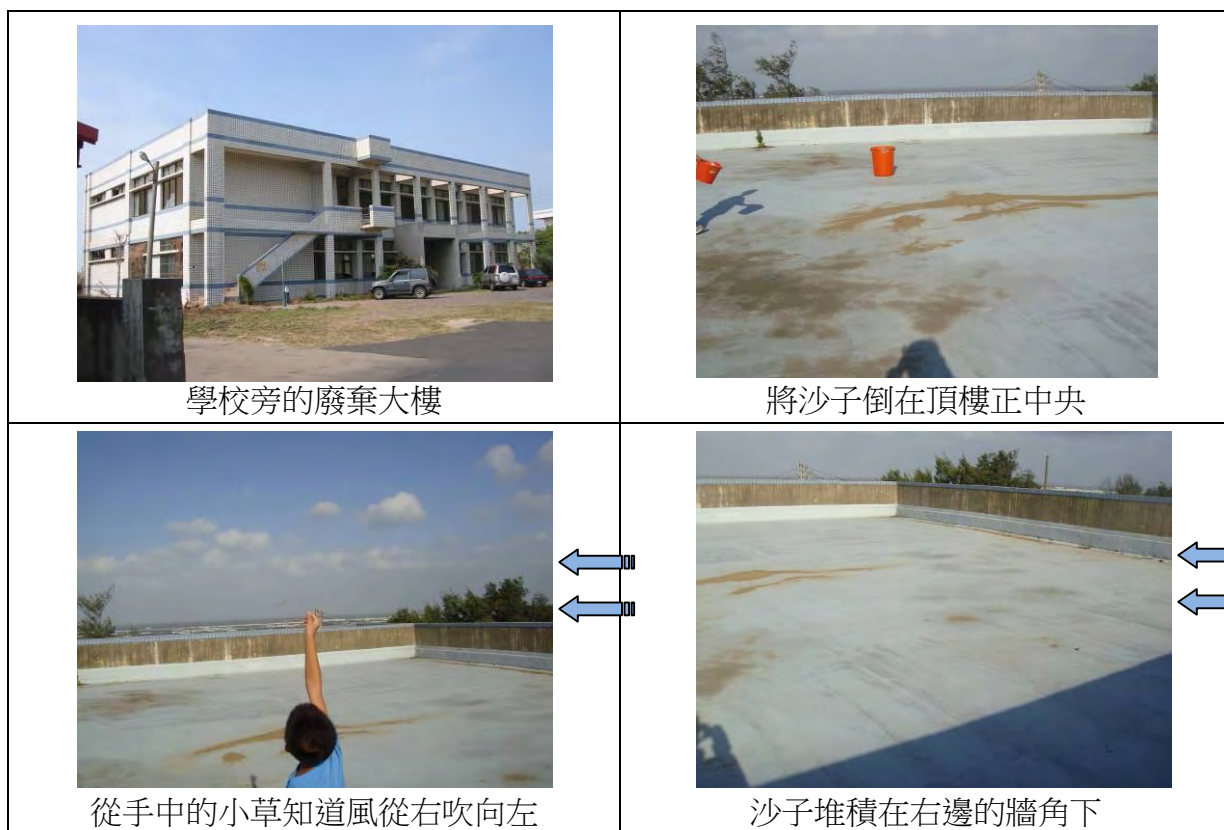 學校旁的廢棄大樓
將沙子倒在頂樓正中央
從手中的小草知道風從右吹向左
沙子堆積在右邊的牆角下